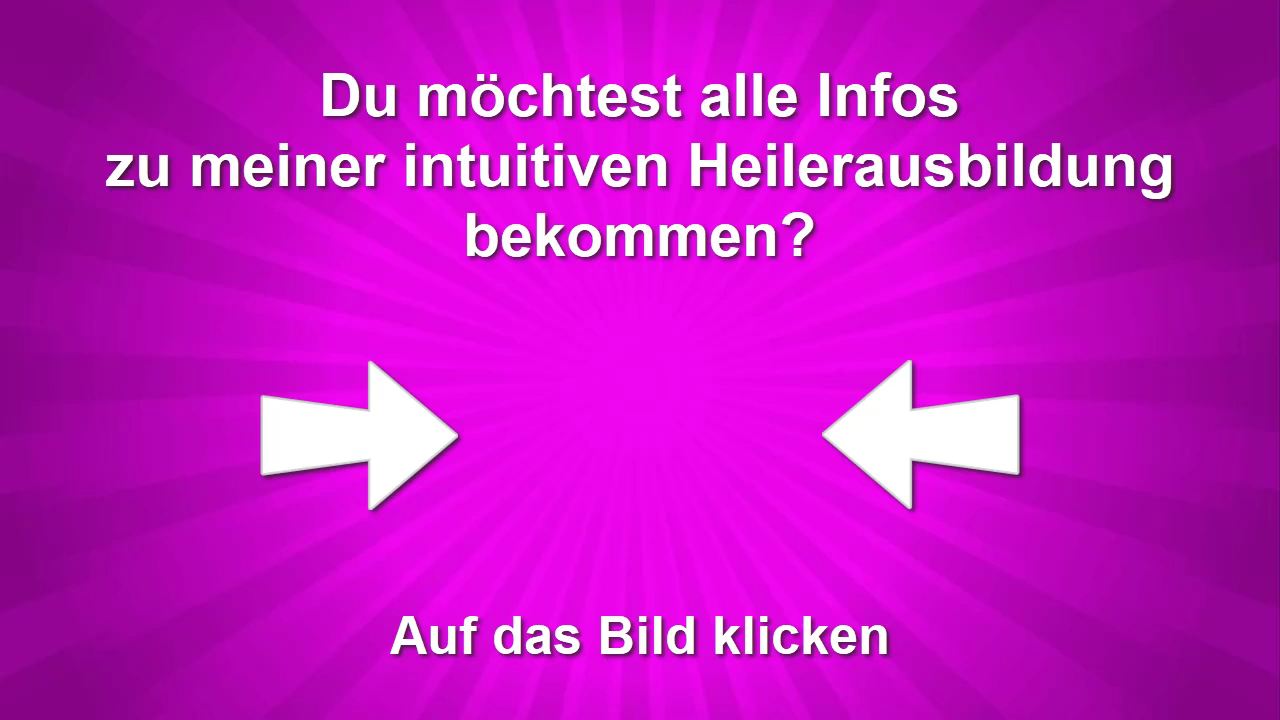 Du möchtest alle Infos
zu meiner intuitiven Heilerausbildung
bekommen?
Auf das Bild klicken